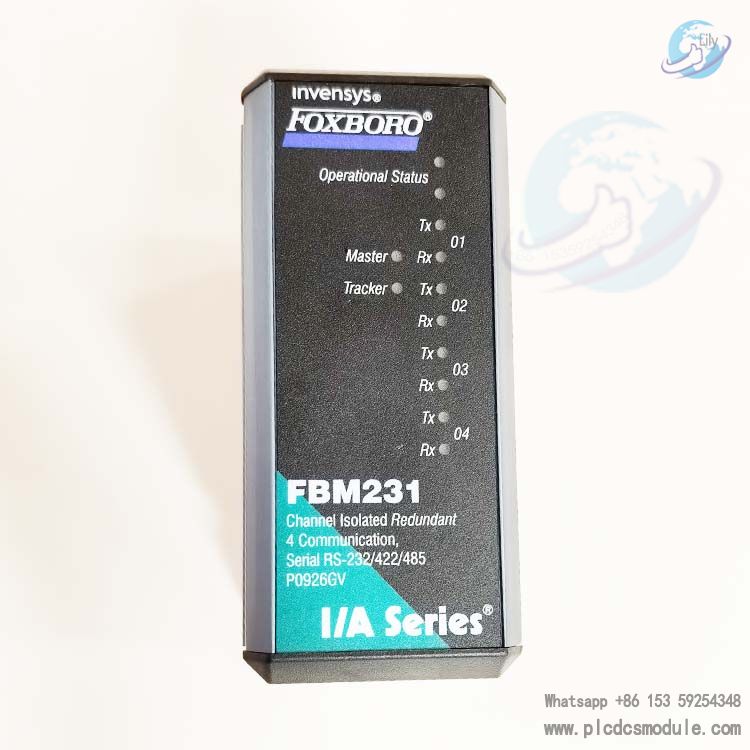 Eily
invensys®
FOXBORO®
Operational Status
Tx
01
Master
Rx
Tracker
Tx
02
Rx
Tx
03
Rx
Tx
04
Rx
FBM231
Channel Isolated Redundant
4 Communication,
Serial RS-232/422/485
P0926GV
I/A Series®
Whatsapp +86 153 59254348
www.plcdcsmodule.com